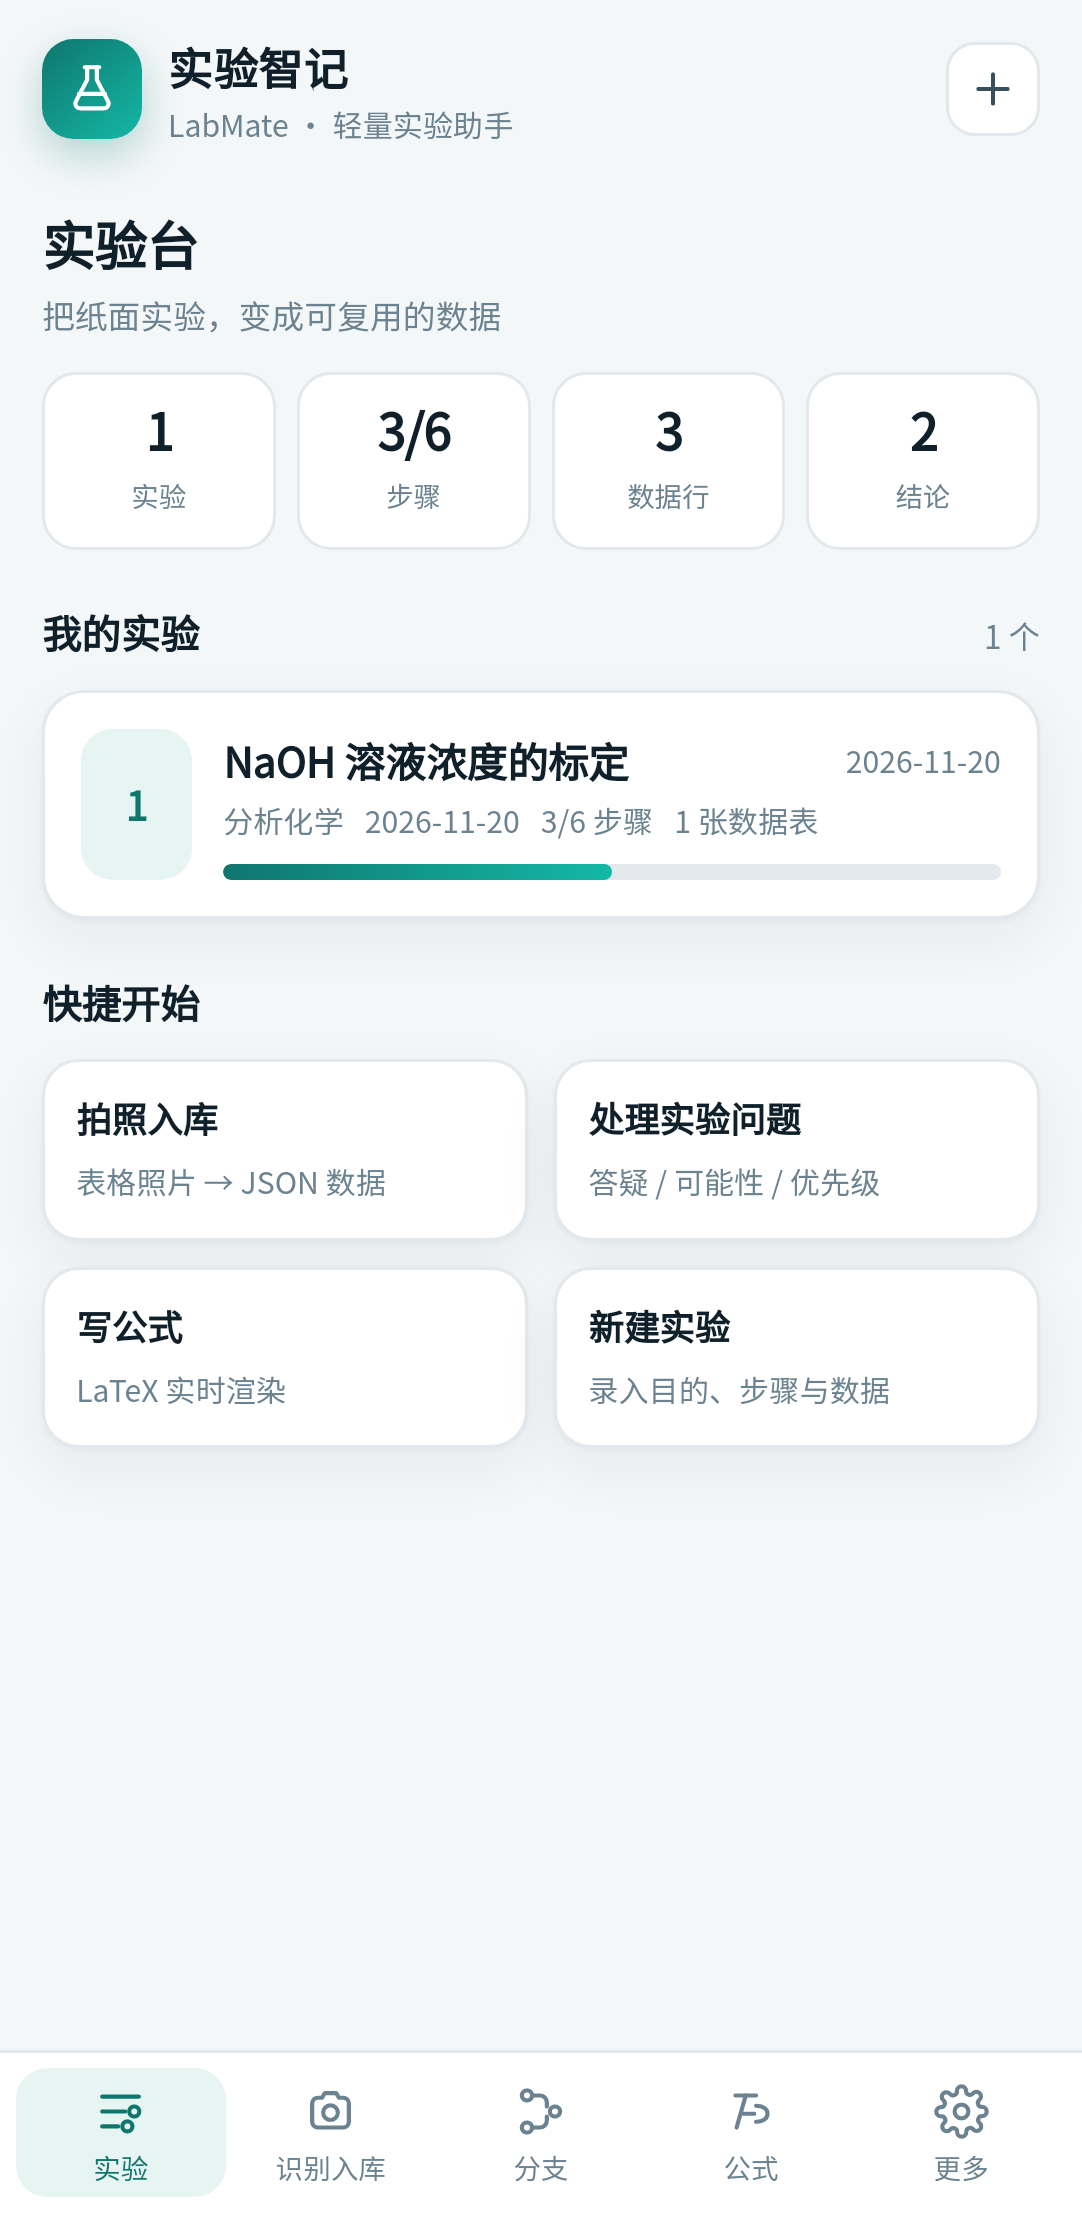 实验智记
LabMate · 轻量实验助手
实验台
把纸面实验，变成可复用的数据
1
实验
3/6
步骤
3
数据行
2
结论
我的实验
1 个
1
NaOH 溶液浓度的标定
2026-11-20
分析化学 2026-11-20 3/6 步骤 1 张数据表
快捷开始
拍照入库
表格照片 → JSON 数据
处理实验问题
答疑 / 可能性 / 优先级
写公式
LaTeX 实时渲染
新建实验
录入目的、步骤与数据
实验
识别入库
分支
公式
更多